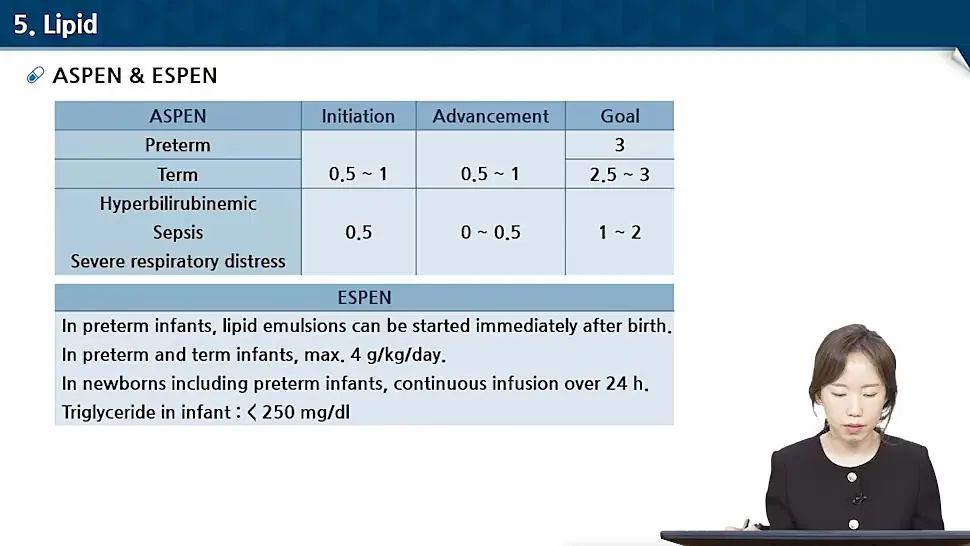 5. Lipid
ASPEN & ESPEN
ASPEN Initiation Advancement Goal
Preterm 3
Term 0.5 ~ 1 0.5 ~ 1 2.5 ~ 3
Hyperbilirubinemic
Sepsis 0.5 0 ~ 0.5 1 ~ 2
Severe respiratory distress
ESPEN
In preterm infants, lipid emulsions can be started immediately after birth.
In preterm and term infants, max. 4 g/kg/day.
In newborns including preterm infants, continuous infusion over 24 h.
Triglyceride in infant : < 250 mg/dl